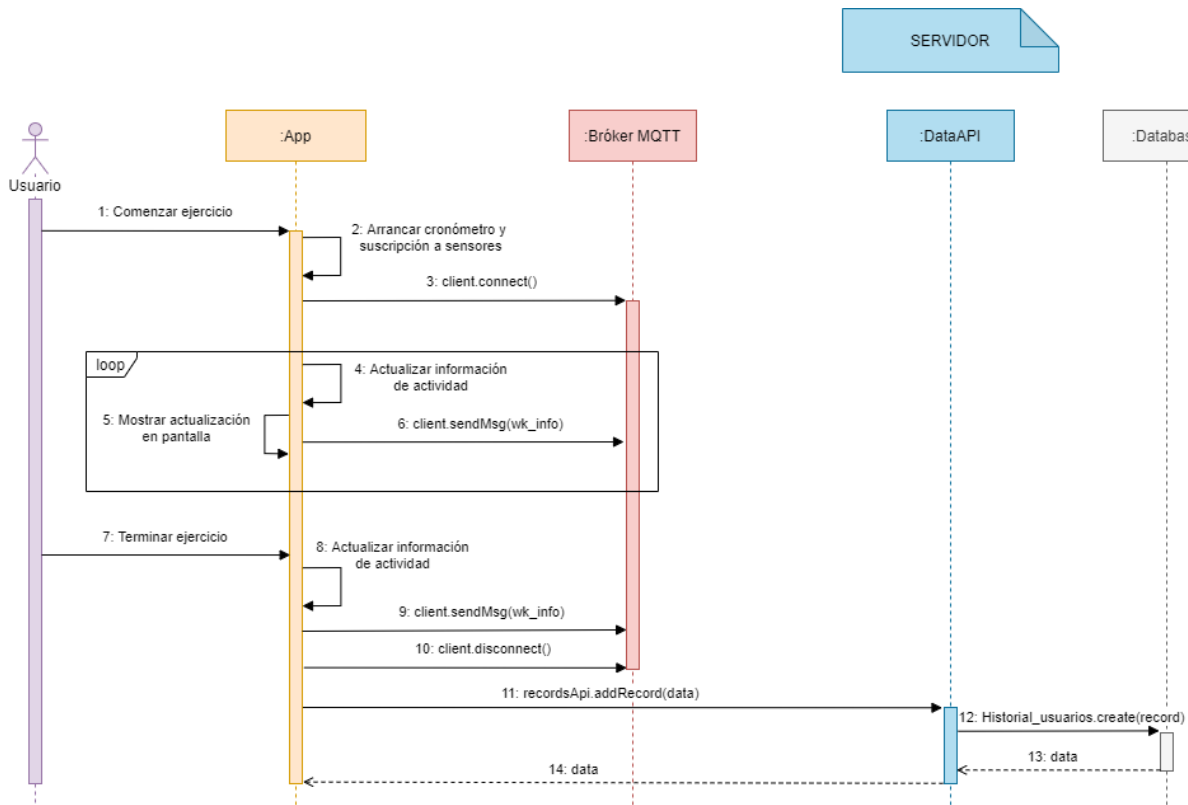 SERVIDOR
:App
:Bróker MQTT
:DataAPI
:Databas
Usuario
1: Comenzar ejercicio
2: Arrancar cronómetro y
suscripción a sensores
3: client.connect()
loop
4: Actualizar información
de actividad
5: Mostrar actualización
en pantalla
6: client.sendMsg(wk_info)
7: Terminar ejercicio
8: Actualizar información
de actividad
9: client.sendMsg(wk_info)
10: client.disconnect()
11: recordsApi.addRecord(data)
12: Historial_usuarios.create(record)
13: data
14: data